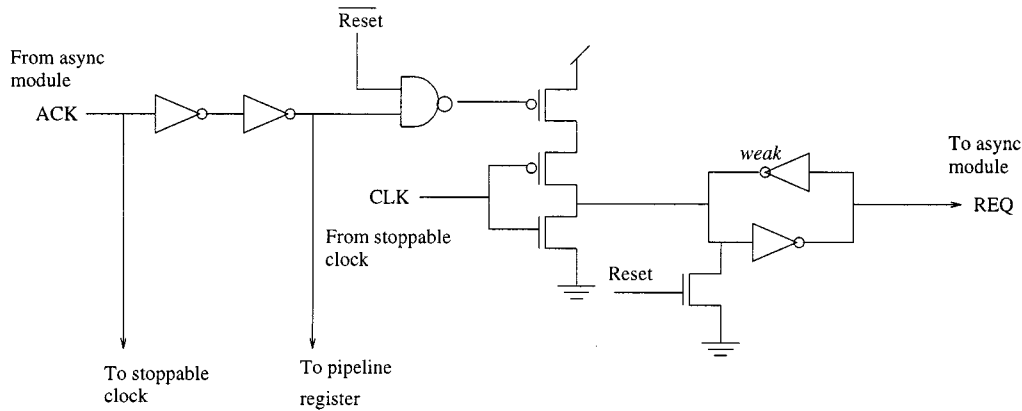 Reset
From async
module
ACK
weak
To async
module
CLK
REQ
From stoppable
clock
Reset
To stoppable
clock
To pipeline
register